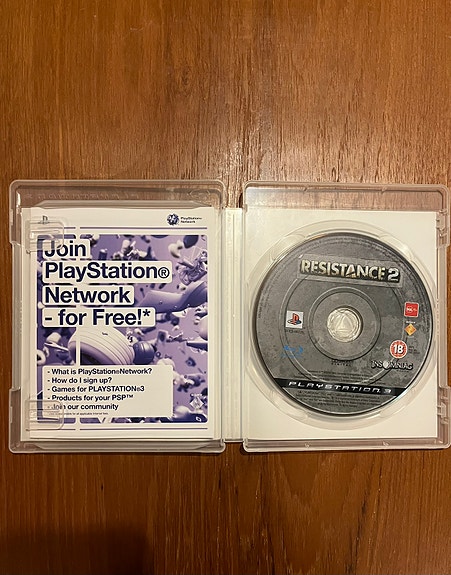 PlayStation®
Network
Join
PlayStation®
Network
- for Free!*
- What is PlayStation®Network?
- How do I sign up?
- Games for PLAYSTATION®3
- Products for your PSP™
- Join our community
RESISTANCE 2
18
INSOMNIAC
PLAYSTATION 3